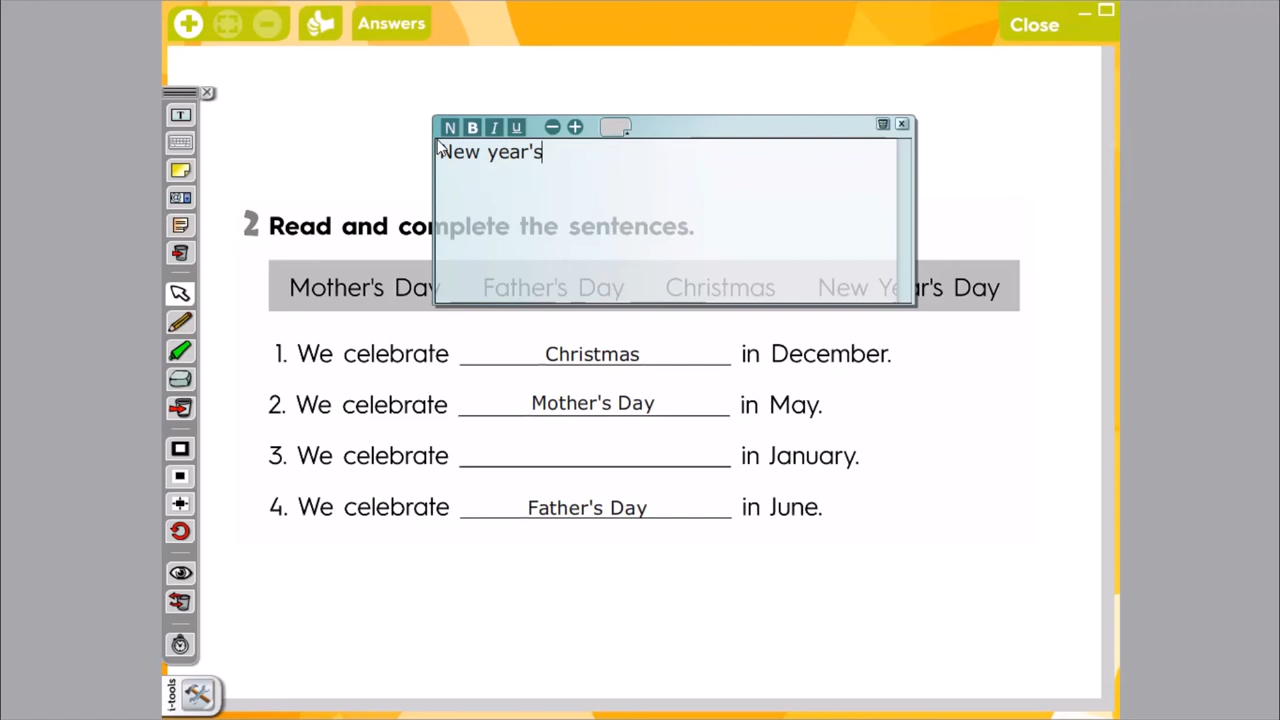 Answers
Close
N B I U
New year's
2 Read and complete the sentences.
Mother's Day Father's Day Christmas New Year's Day
1. We celebrate Christmas in December.
2. We celebrate Mother's Day in May.
3. We celebrate in January.
4. We celebrate Father's Day in June.
T
i-tools